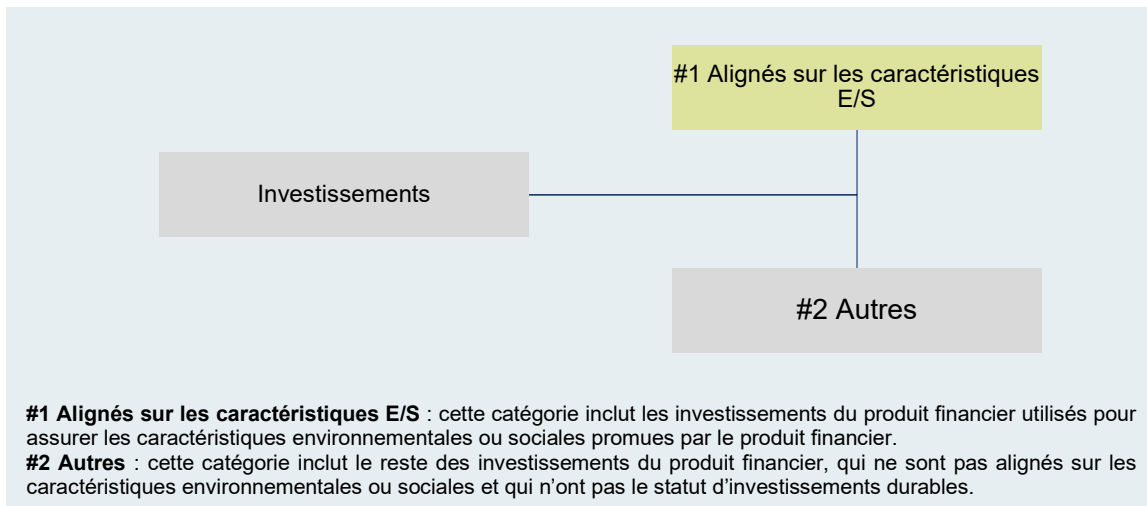 #1 Alignés sur les caractéristiques
E/S
Investissements
#2 Autres
#1 Alignés sur les caractéristiques E/S : cette catégorie inclut les investissements du produit financier utilisés pour
assurer les caractéristiques environnementales ou sociales promues par le produit financier.
#2 Autres : cette catégorie inclut le reste des investissements du produit financier, qui ne sont pas alignés sur les
caractéristiques environnementales ou sociales et qui n’ont pas le statut d’investissements durables.